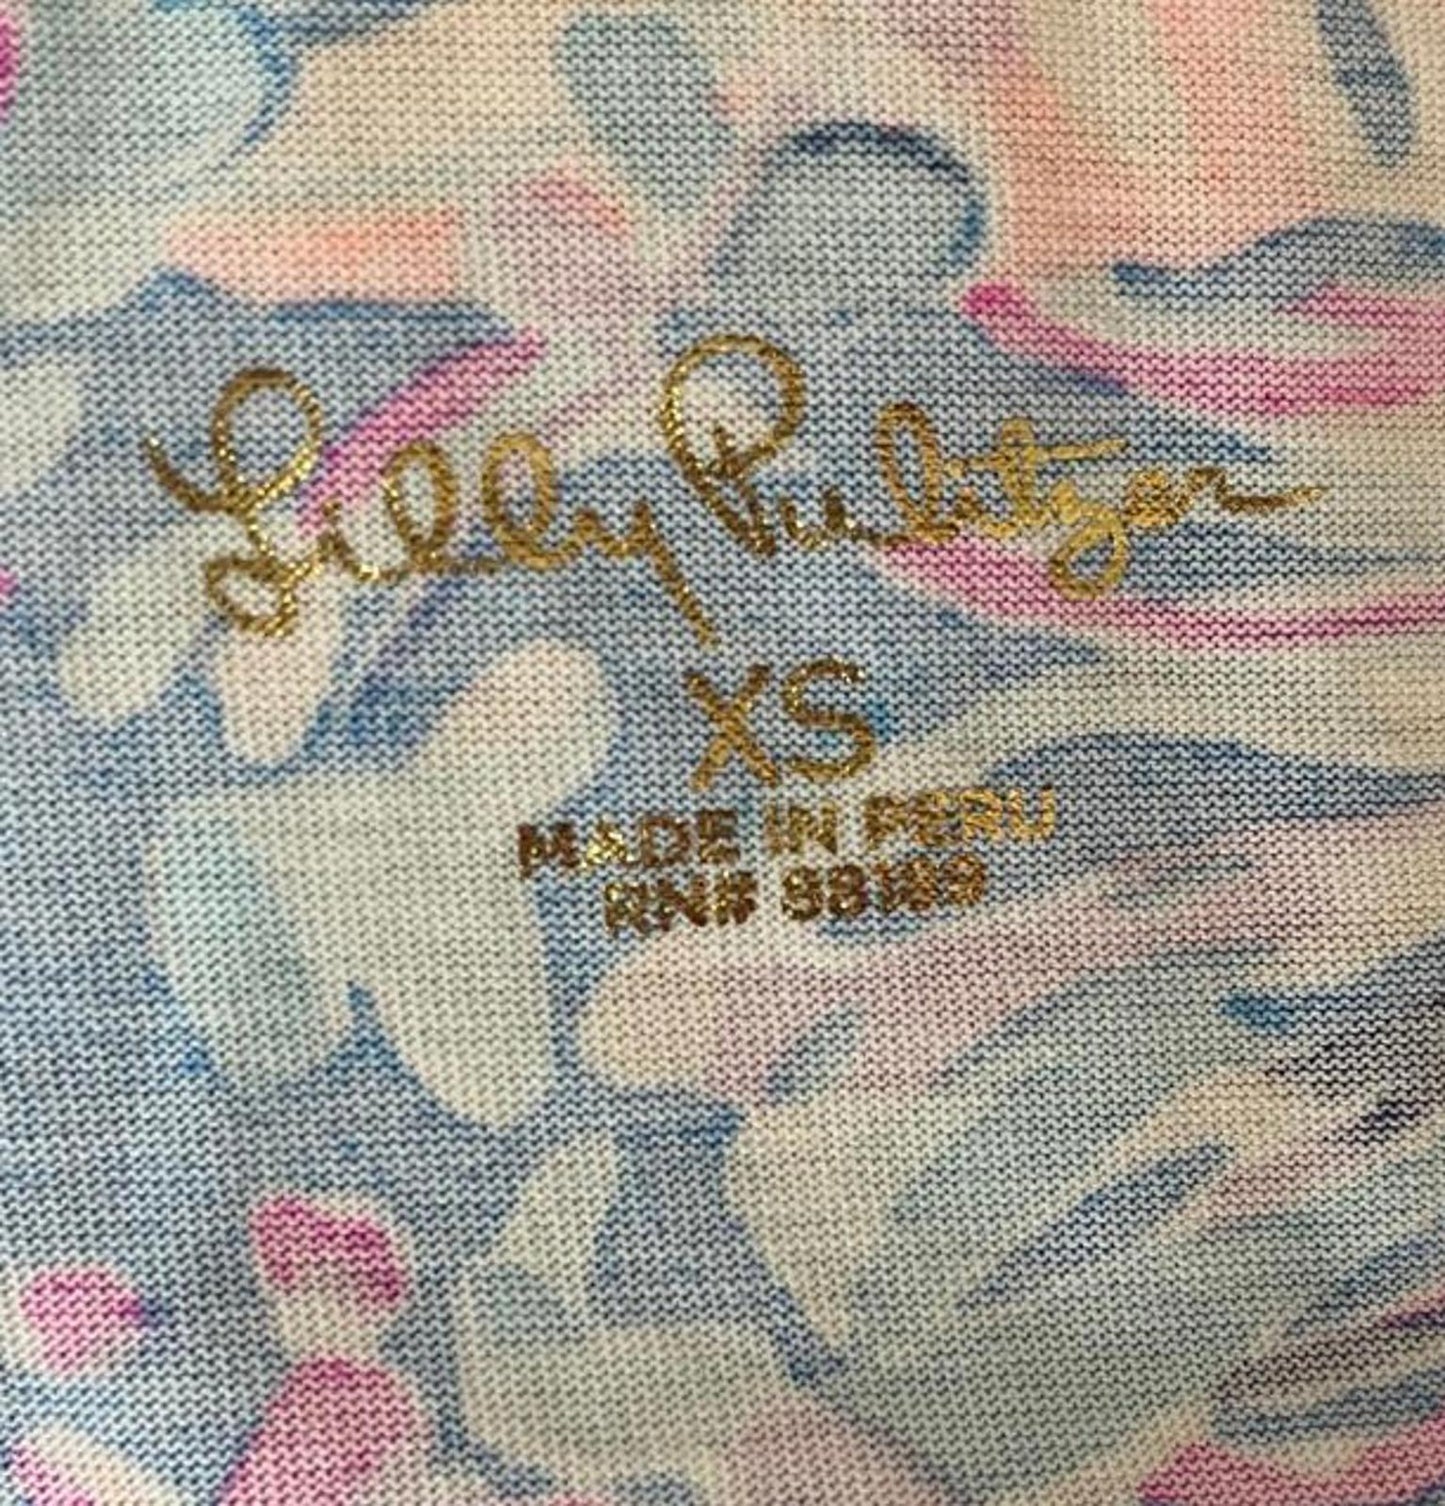 Lilly Pulitzer
XS
MADE IN PERU
RN# 98189